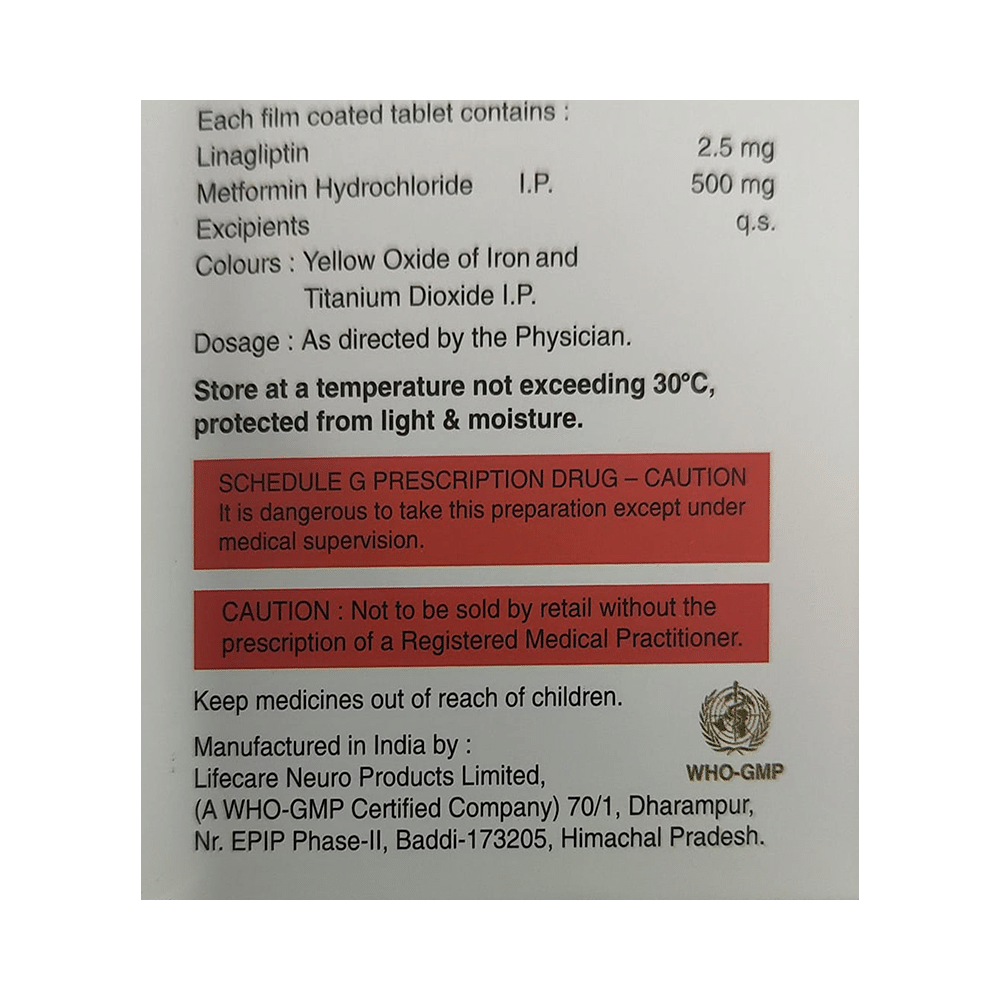 Each film coated tablet contains :
Linagliptin 2.5 mg
Metformin Hydrochloride I.P. 500 mg
Excipients q.s.
Colours : Yellow Oxide of Iron and
Titanium Dioxide I.P.
Dosage : As directed by the Physician.
Store at a temperature not exceeding 30°C,
protected from light & moisture.
SCHEDULE G PRESCRIPTION DRUG – CAUTION
It is dangerous to take this preparation except under
medical supervision.
CAUTION : Not to be sold by retail without the
prescription of a Registered Medical Practitioner.
Keep medicines out of reach of children.
Manufactured in India by :
Lifecare Neuro Products Limited,
WHO-GMP
(A WHO-GMP Certified Company) 70/1, Dharampur,
Nr. EPIP Phase-II, Baddi-173205, Himachal Pradesh.